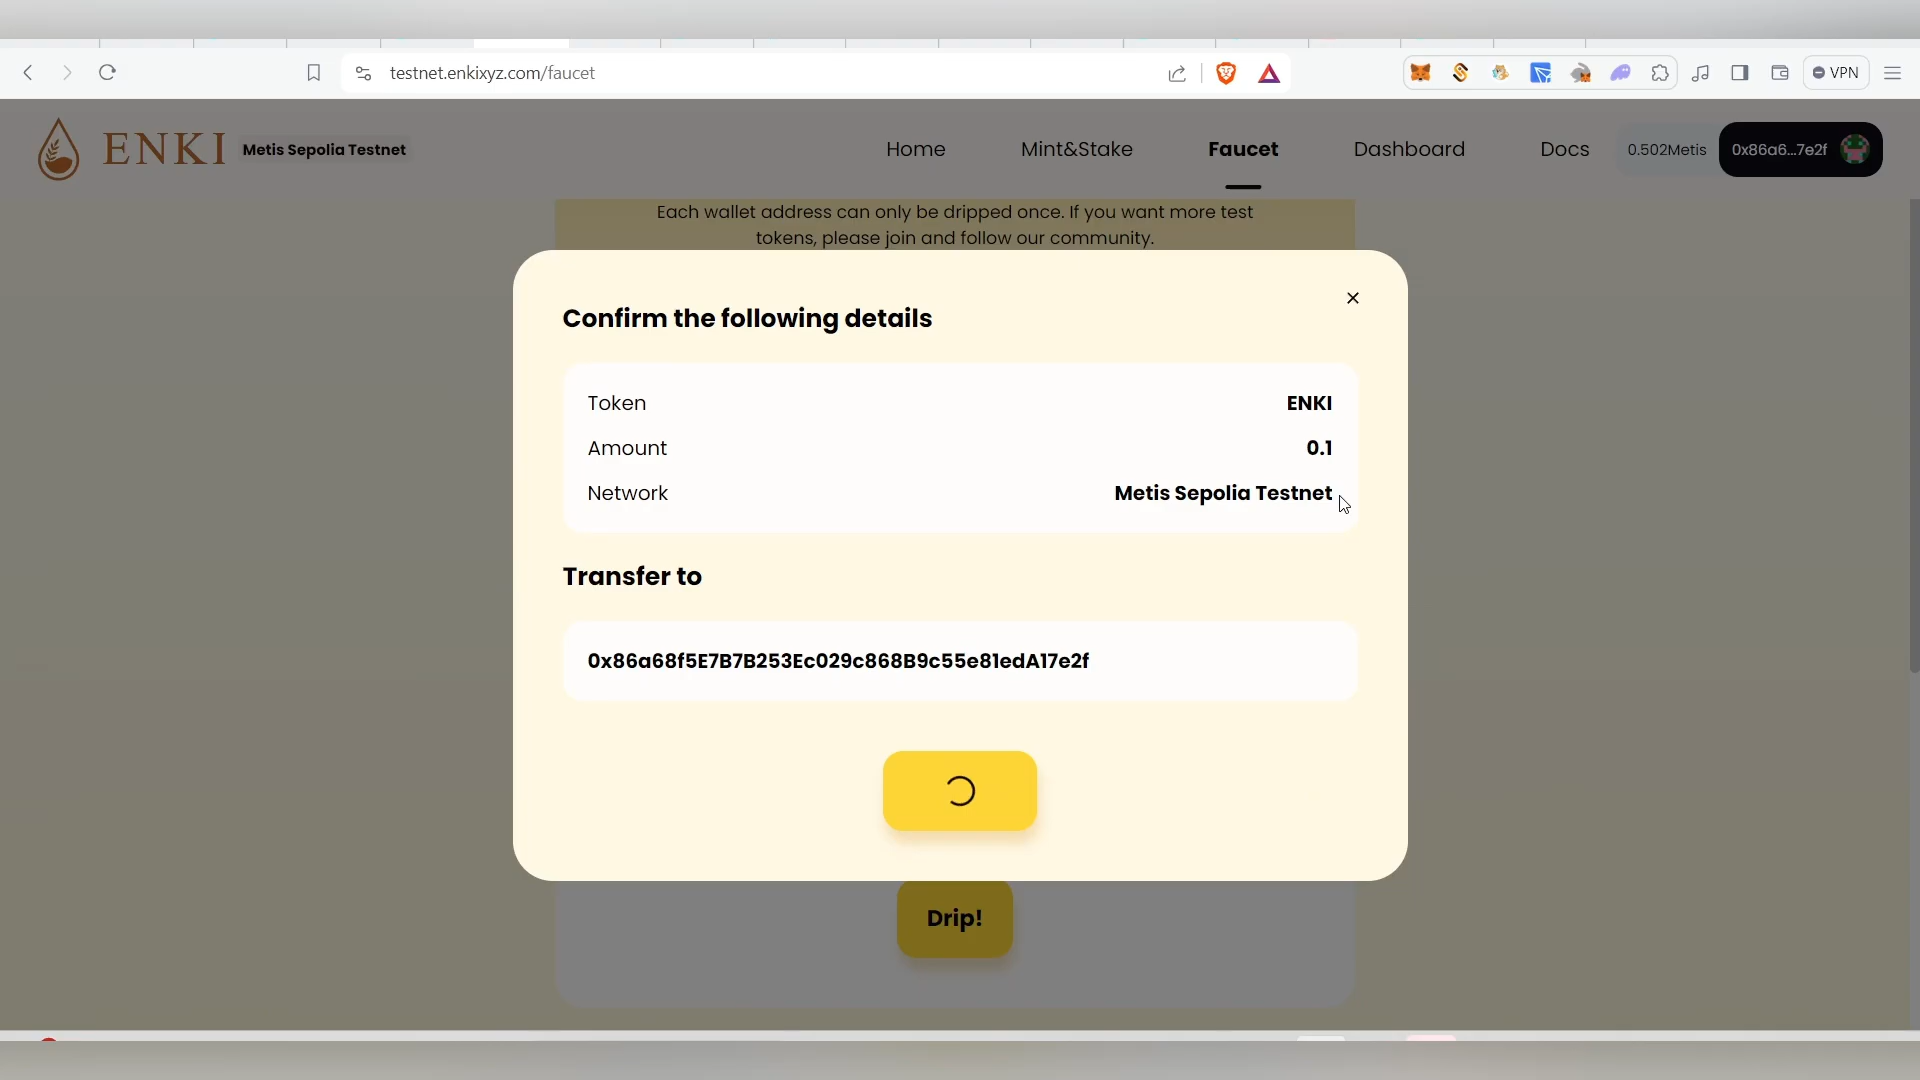 testnet.enkixyz.com/faucet
VPN
ENKI
Metis Sepolia Testnet
Home
Mint&Stake
Faucet
Dashboard
Docs
0.502Metis
0x86a6...7e2f
Each wallet address can only be dripped once. If you want more test
tokens, please join and follow our community.
Confirm the following details
Token ENKI
Amount 0.1
Network Metis Sepolia Testnet
Transfer to
0x86a68f5E7B7B253Ec029c868B9c55e81edA17e2f
Drip!